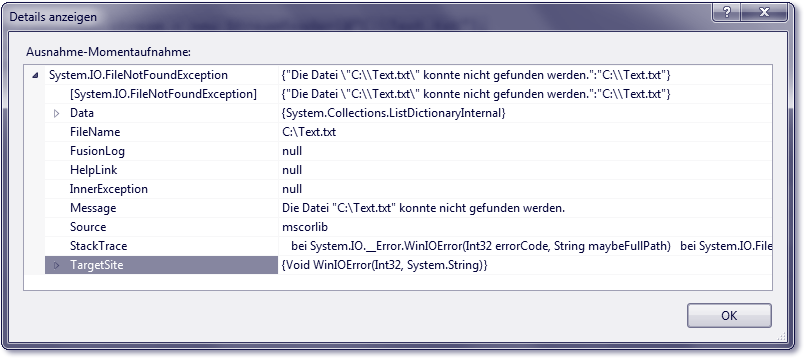 Details anzeigen
Ausnahme-Momentaufnahme:
System.IO.FileNotFoundException {"Die Datei \"C:\\Text.txt\" konnte nicht gefunden werden.":"C:\\Text.txt"}
[System.IO.FileNotFoundException] {"Die Datei \"C:\\Text.txt\" konnte nicht gefunden werden.":"C:\\Text.txt"}
Data {System.Collections.ListDictionaryInternal}
FileName C:\Text.txt
FusionLog null
HelpLink null
InnerException null
Message Die Datei "C:\Text.txt" konnte nicht gefunden werden.
Source mscorlib
StackTrace bei System.IO.__Error.WinIOError(Int32 errorCode, String maybeFullPath) bei System.IO.File
TargetSite {Void WinIOError(Int32, System.String)}
OK